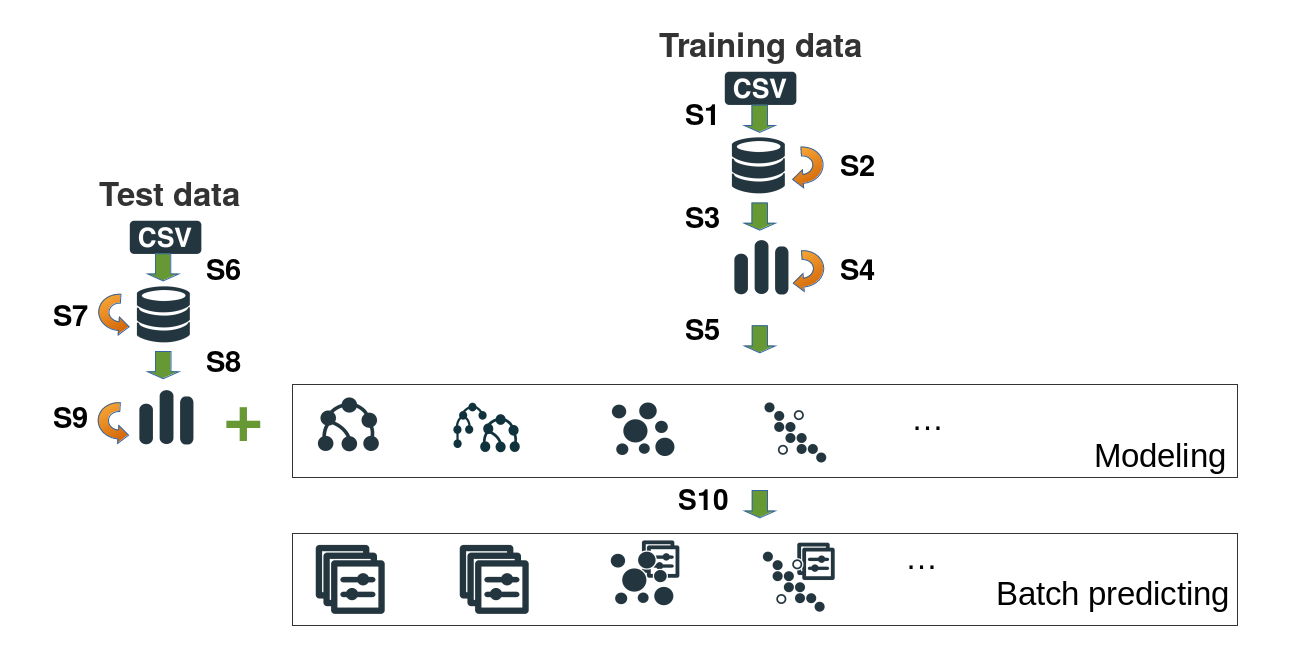 Training data
CSV
S1
S2
S3
S4
S5
Test data
CSV
S6
S7
S8
S9
+
...
Modeling
S10
...
Batch predicting